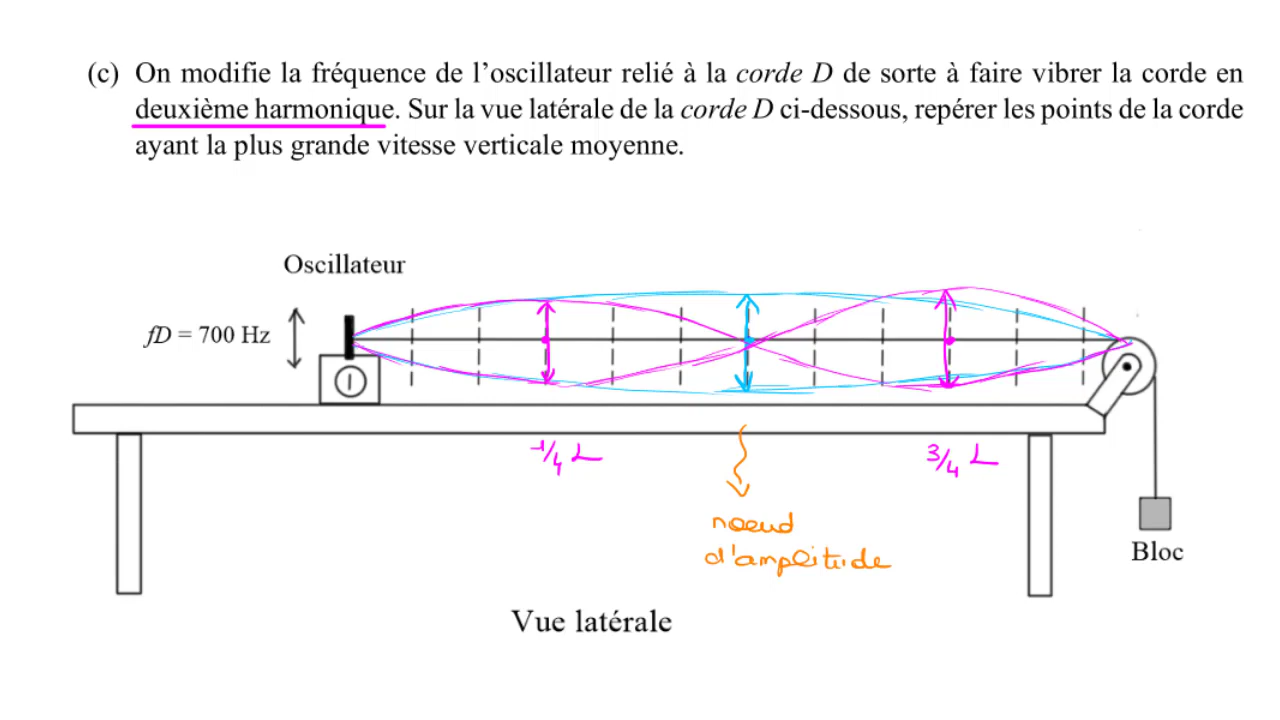 (c) On modifie la fréquence de l'oscillateur relié à la corde D de sorte à faire vibrer la corde en
deuxième harmonique. Sur la vue latérale de la corde D ci-dessous, repérer les points de la corde
ayant la plus grande vitesse verticale moyenne.
Oscillateur
fD = 700 Hz
1/4 L
3/4 L
noeud
d'amplitude
Bloc
Vue latérale